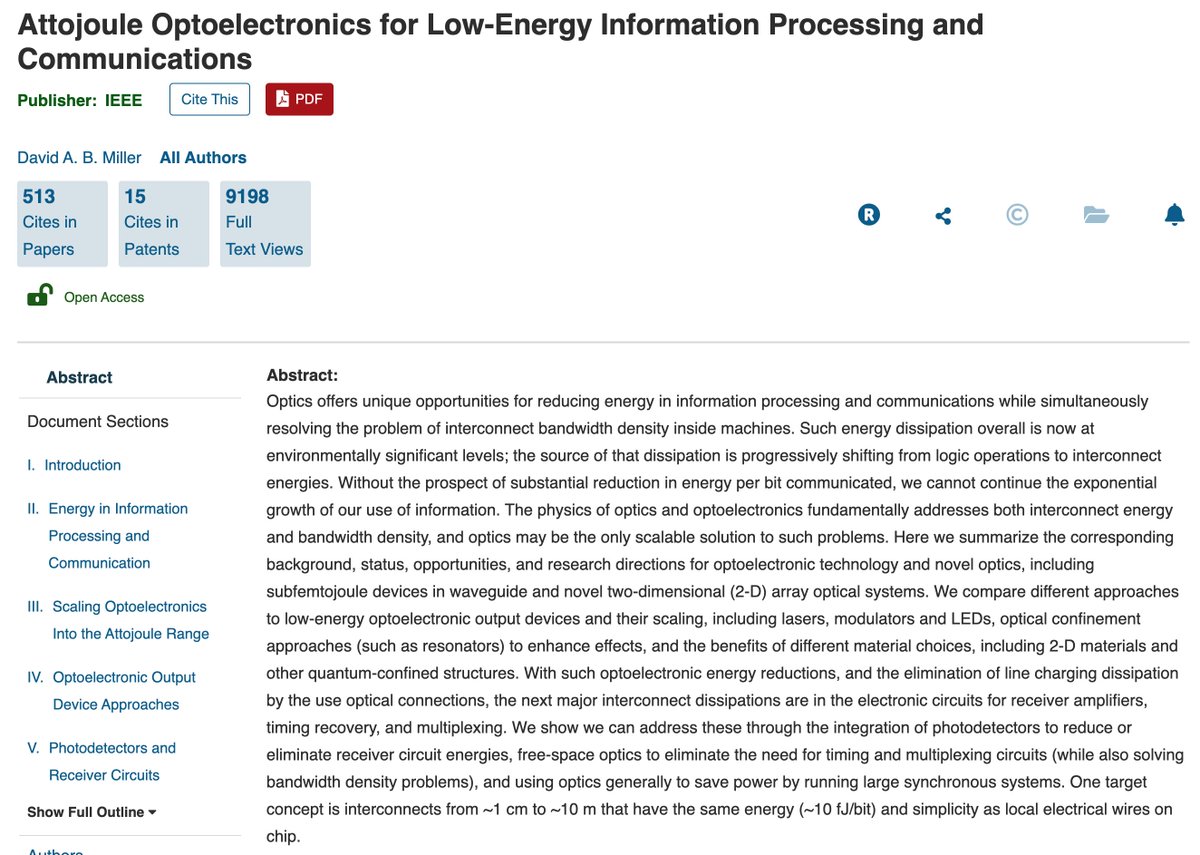 Attojoule Optoelectronics for Low-Energy Information Processing and
Communications
Publisher: IEEE
Cite This
PDF
David A. B. Miller
All Authors
513
Cites in
Papers
15
Cites in
Patents
9198
Full
Text Views
R
©
Open Access
Abstract
Document Sections
I. Introduction
II. Energy in Information
Processing and
Communication
III. Scaling Optoelectronics
Into the Attojoule Range
IV. Optoelectronic Output
Device Approaches
V. Photodetectors and
Receiver Circuits
Show Full Outline
Authors
Abstract:
Optics offers unique opportunities for reducing energy in information processing and communications while simultaneously
resolving the problem of interconnect bandwidth density inside machines. Such energy dissipation overall is now at
environmentally significant levels; the source of that dissipation is progressively shifting from logic operations to interconnect
energies. Without the prospect of substantial reduction in energy per bit communicated, we cannot continue the exponential
growth of our use of information. The physics of optics and optoelectronics fundamentally addresses both interconnect energy
and bandwidth density, and optics may be the only scalable solution to such problems. Here we summarize the corresponding
background, status, opportunities, and research directions for optoelectronic technology and novel optics, including
subfemtojoule devices in waveguide and novel two-dimensional (2-D) array optical systems. We compare different approaches
to low-energy optoelectronic output devices and their scaling, including lasers, modulators and LEDs, optical confinement
approaches (such as resonators) to enhance effects, and the benefits of different material choices, including 2-D materials and
other quantum-confined structures. With such optoelectronic energy reductions, and the elimination of line charging dissipation
by the use optical connections, the next major interconnect dissipations are in the electronic circuits for receiver amplifiers,
timing recovery, and multiplexing. We show we can address these through the integration of photodetectors to reduce or
eliminate receiver circuit energies, free-space optics to eliminate the need for timing and multiplexing circuits (while also solving
bandwidth density problems), and using optics generally to save power by running large synchronous systems. One target
concept is interconnects from ~1 cm to ~10 m that have the same energy (~10 fJ/bit) and simplicity as local electrical wires on
chip.